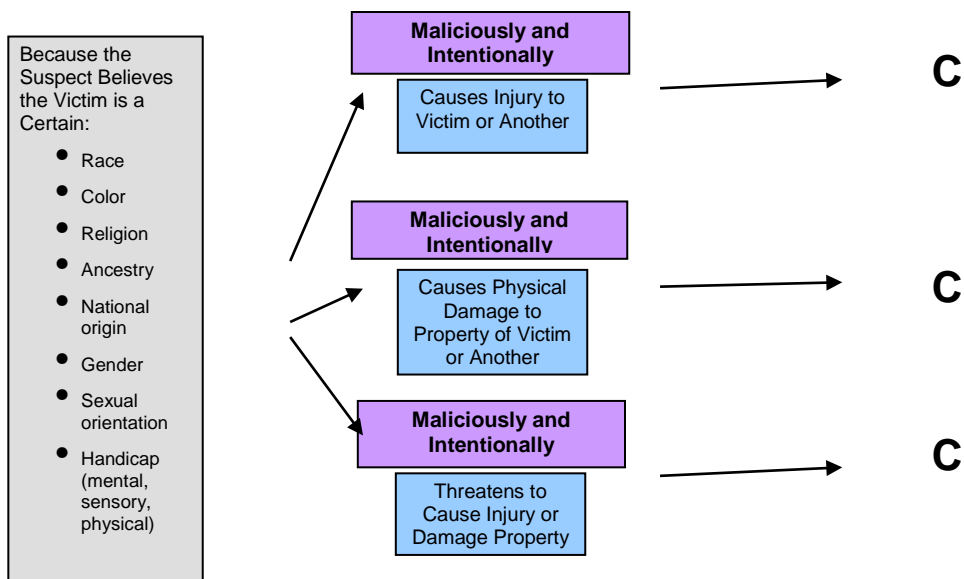 Because the
Suspect Believes
the Victim is a
Certain:
Race
Color
Religion
Ancestry
National
origin
Gender
Sexual
orientation
Handicap
(mental,
sensory,
physical)
Maliciously and
Intentionally
Causes Injury to
Victim or Another
C
Maliciously and
Intentionally
Causes Physical
Damage to
Property of Victim
or Another
C
Maliciously and
Intentionally
Threatens to
Cause Injury or
Damage Property
C